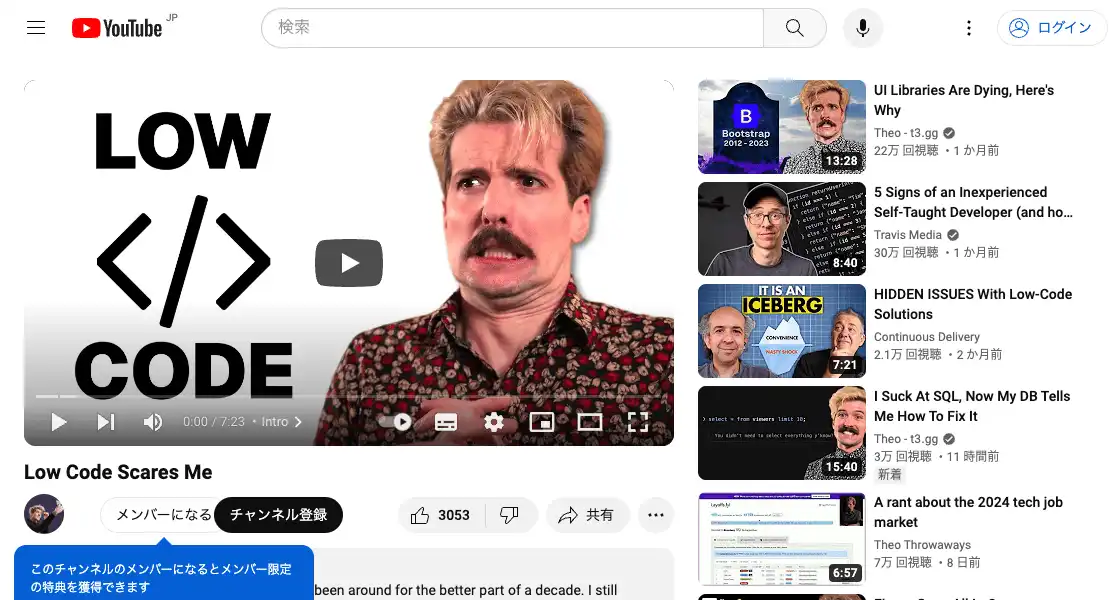 YouTube JP
検索
ログイン
LOW
</>
CODE
0:00 / 7:23 • Intro
Low Code Scares Me
メンバーになる
チャンネル登録
3053
共有
このチャンネルのメンバーになるとメンバー限定
の特典を獲得できます
been around for the better part of a decade. I still
B
Bootstrap
2012 - 2023
13:28
UI Libraries Are Dying, Here's
Why
Theo - t3.gg
22万 回視聴 ・1 か月前
8:40
5 Signs of an Inexperienced
Self-Taught Developer (and ho…
Travis Media
30万 回視聴 ・1 か月前
IT IS AN
ICEBERG
CONVENIENCE
NASTY SHOCK
7:21
HIDDEN ISSUES With Low-Code
Solutions
Continuous Delivery
2.1万 回視聴 ・2 か月前
> select * from viewers limit 10;
You didn't need to select everything y'know?
15:40
I Suck At SQL, Now My DB Tells
Me How To Fix It
Theo - t3.gg
3万 回視聴 ・11 時間前
新着
Layoffs.fyi
6:57
A rant about the 2024 tech job
market
Theo Throwaways
7万 回視聴 ・8 日前